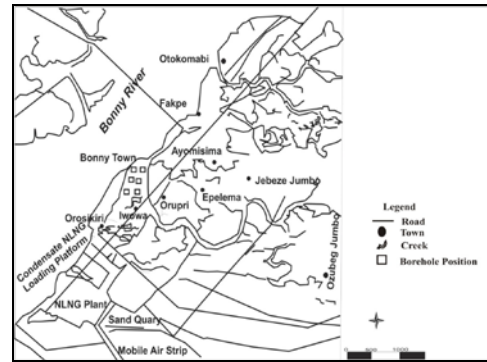 Otokomabi
Bonny River
Fakpe
Ayomisima
Bonny Town
Jebeze Jumbo
Epelema
Orupri
Iwowa
Orosikiri
Condensate NLNG
Loading Platform
Ozubeg Jumbo
NLNG Plant
Sand Quary
Mobile Air Strip
Legend
Road
Town
Creek
Borehole Position